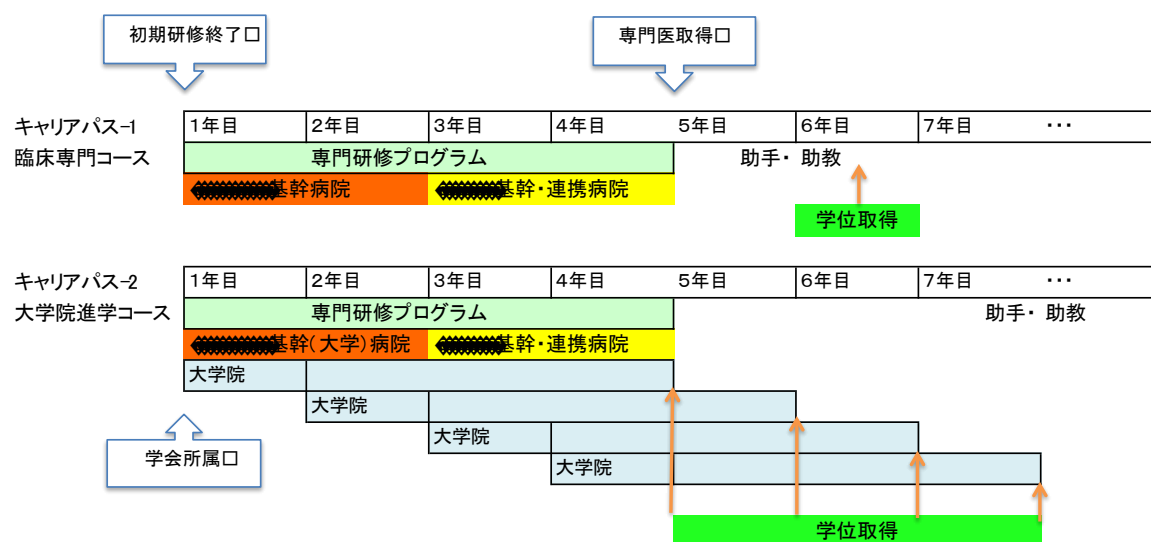 初期研修終了□
専門医取得□
キャリアパス-1
1年目 2年目 3年目 4年目 5年目 6年目 7年目 ・・・
臨床専門コース
専門研修プログラム
助手・ 助教
基幹病院
基幹・連携病院
学位取得
キャリアパス-2
1年目 2年目 3年目 4年目 5年目 6年目 7年目 ・・・
大学院進学コース
専門研修プログラム
助手・ 助教
基幹(大学)病院
基幹・連携病院
大学院
大学院
大学院
大学院
学会所属□
学位取得